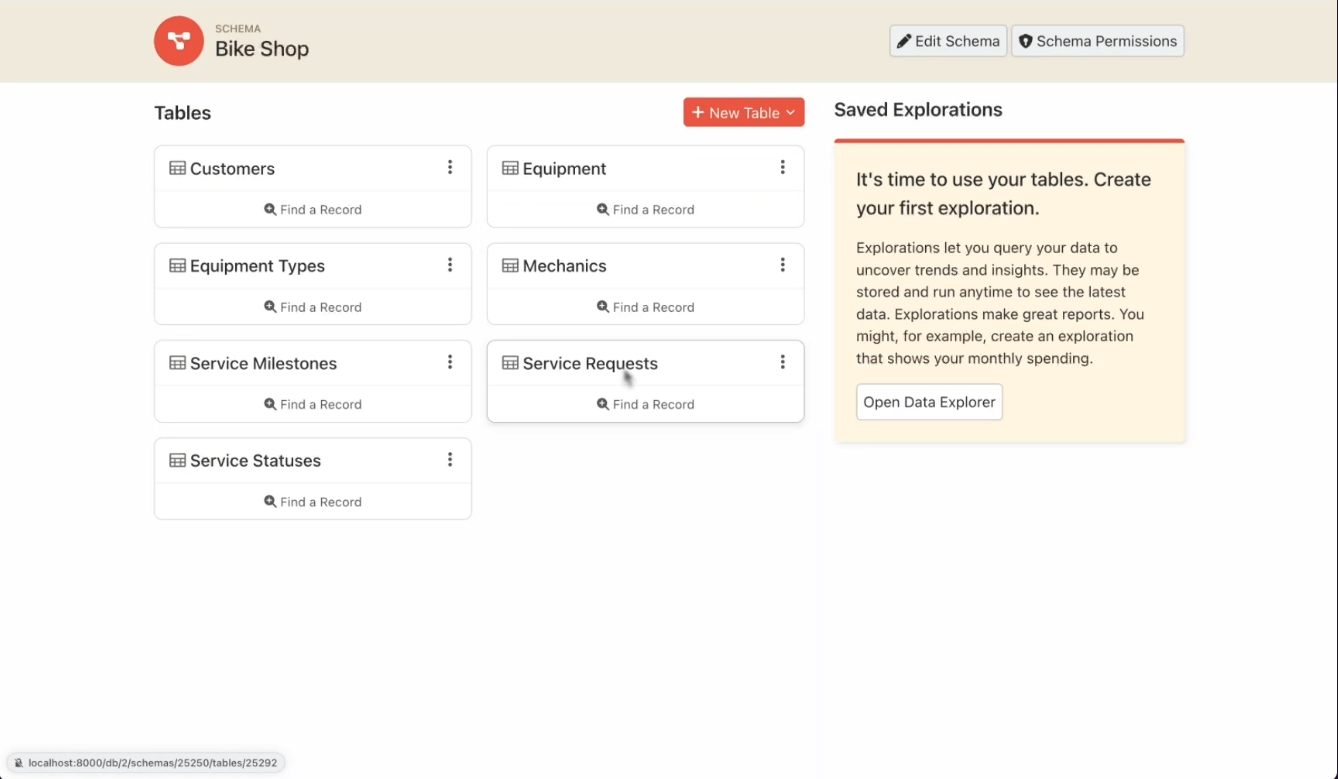 SCHEMA
Bike Shop
Edit Schema
Schema Permissions
Tables
New Table
Customers
Find a Record
Equipment
Find a Record
Equipment Types
Find a Record
Mechanics
Find a Record
Service Milestones
Find a Record
Service Requests
Find a Record
Service Statuses
Find a Record
Saved Explorations
It's time to use your tables. Create
your first exploration.
Explorations let you query your data to
uncover trends and insights. They may be
stored and run anytime to see the latest
data. Explorations make great reports. You
might, for example, create an exploration
that shows your monthly spending.
Open Data Explorer
localhost:8000/db/2/schemas/25250/tables/25292